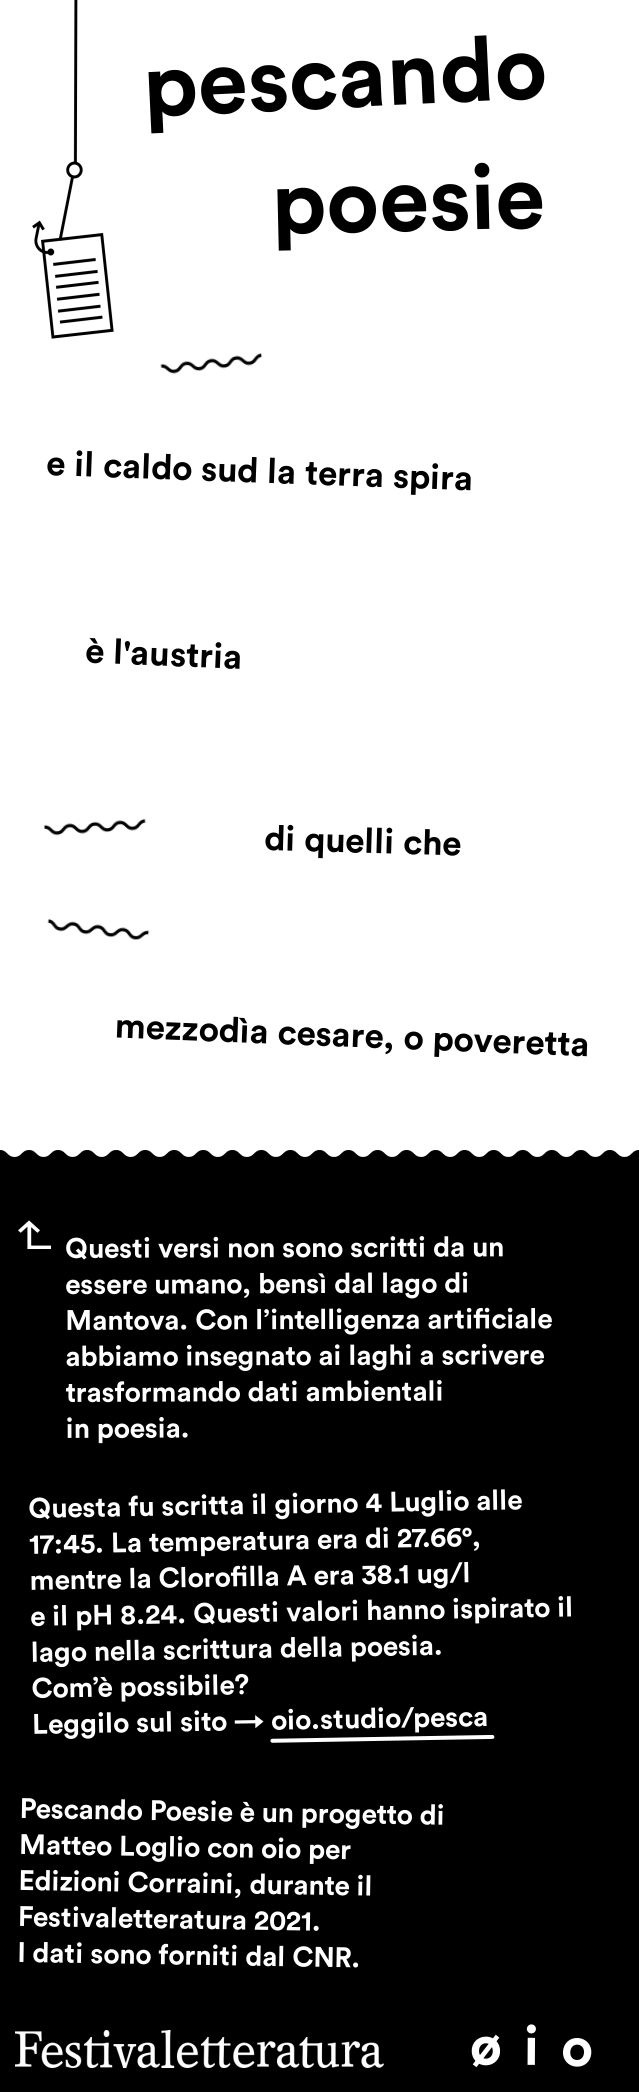 pescando
poesie
e il caldo sud la terra spira
è l'austria
di quelli che
mezzodìa cesare, o poveretta
Questi versi non sono scritti da un
essere umano, bensì dal lago di
Mantova. Con l’intelligenza artificiale
abbiamo insegnato ai laghi a scrivere
trasformando dati ambientali
in poesia.
Questa fu scritta il giorno 4 Luglio alle
17:45. La temperatura era di 27.66°,
mentre la Clorofilla A era 38.1 ug/l
e il pH 8.24. Questi valori hanno ispirato il
lago nella scrittura della poesia.
Com’è possibile?
Leggilo sul sito → oio.studio/pesca
Pescando Poesie è un progetto di
Matteo Loglio con oio per
Edizioni Corraini, durante il
Festivaletteratura 2021.
I dati sono forniti dal CNR.
Festivaletteratura
ø i o